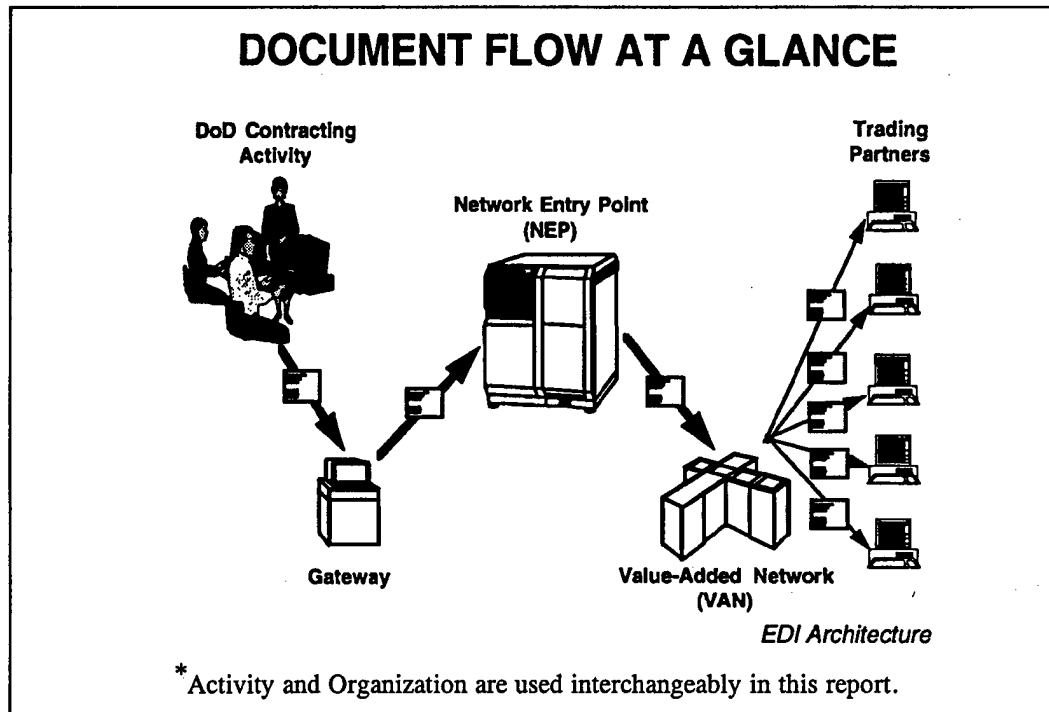 DOCUMENT FLOW AT A GLANCE
DoD Contracting
Activity
Trading
Partners
Network Entry Point
(NEP)
Gateway
Value-Added Network
(VAN)
EDI Architecture
*Activity and Organization are used interchangeably in this report.